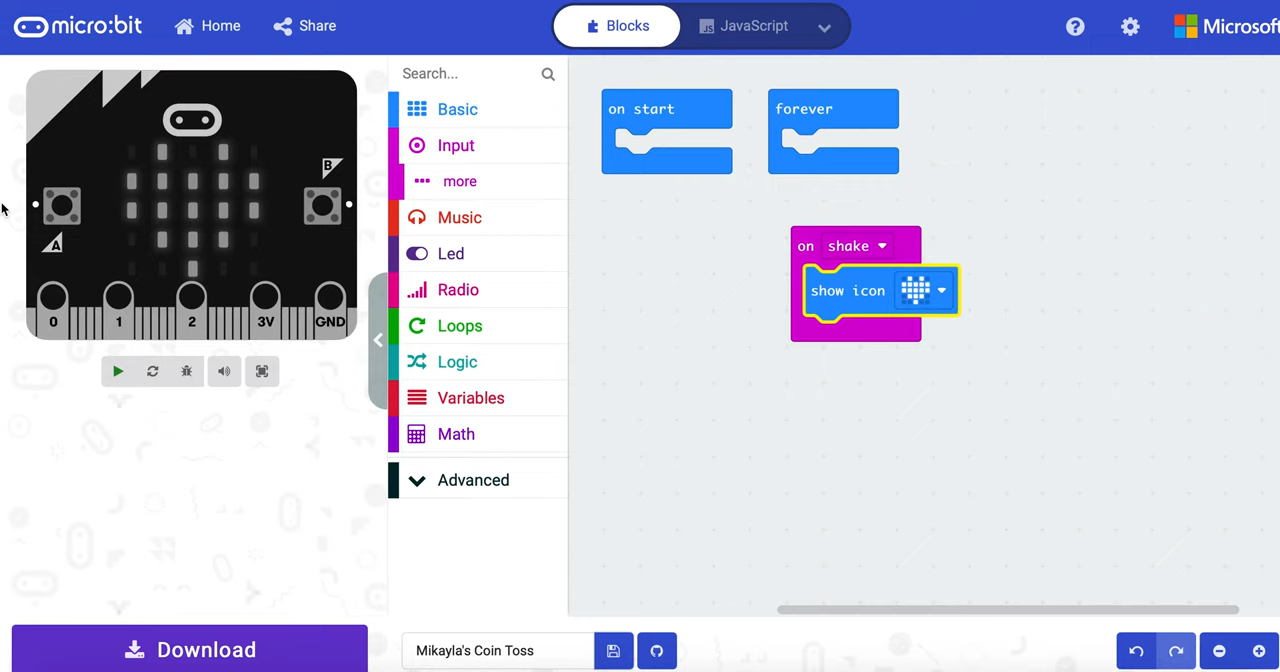 micro:bit Home Share Blocks JavaScript Microsoft
Search...
Basic
Input
more
Music
Led
Radio
Loops
Logic
Variables
Math
Advanced
A
B
0 1 2 3V GND
on start
forever
on shake
show icon
Download
Mikayla's Coin Toss